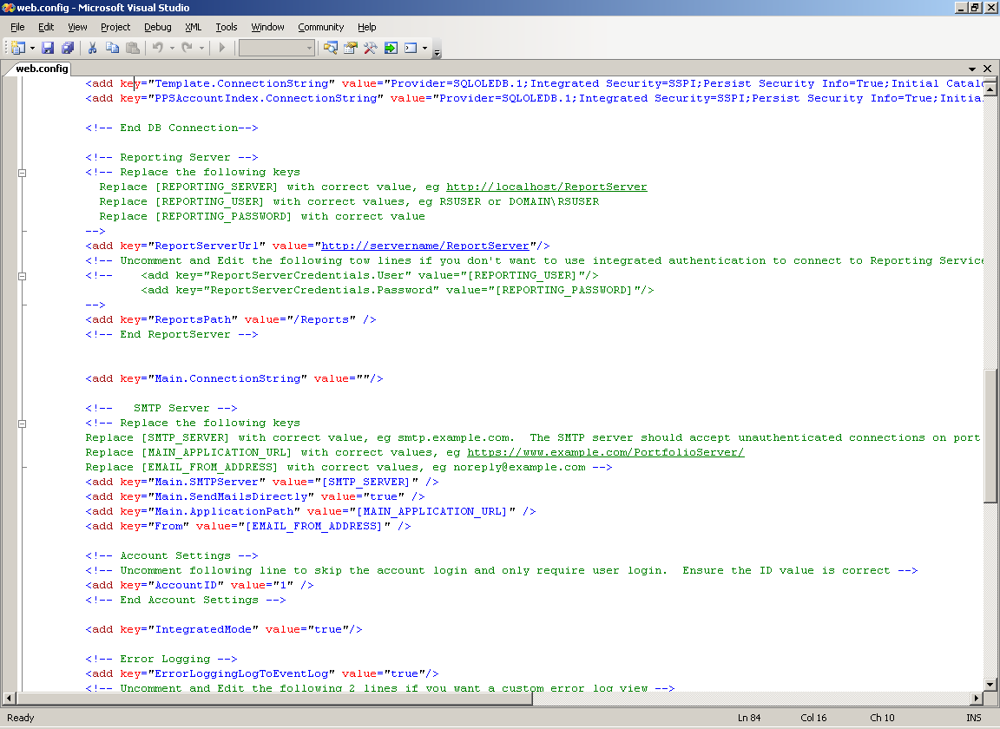 web.config - Microsoft Visual Studio
File Edit View Project Debug XML Tools Window Community Help
web.config
<add key="Template.ConnectionString" value="Provider=SQLOLEDB.1;Integrated Security=SSPI;Persist Security Info=True;Initial Catalo
<add key="PPSAccountIndex.ConnectionString" value="Provider=SQLOLEDB.1;Integrated Security=SSPI;Persist Security Info=True;Initia
<!-- End DB Connection-->
<!-- Reporting Server -->
<!-- Replace the following keys
Replace [REPORTING_SERVER] with correct value, eg http://localhost/ReportServer
Replace [REPORTING_USER] with correct values, eg RSUSER or DOMAIN\RSUSER
Replace [REPORTING_PASSWORD] with correct value
-->
<add key="ReportServerUrl" value="http://servername/ReportServer"/>
<!-- Uncomment and Edit the following tow lines if you don't want to use integrated authentication to connect to Reporting Service
<!--    <add key="ReportServerCredentials.User" value="[REPORTING_USER]"/>
<add key="ReportServerCredentials.Password" value="[REPORTING_PASSWORD]"/>
-->
<add key="ReportsPath" value="/Reports" />
<!-- End ReportServer -->
<add key="Main.ConnectionString" value=""/>
<!--   SMTP Server -->
<!-- Replace the following keys
Replace [SMTP_SERVER] with correct value, eg smtp.example.com.  The SMTP server should accept unauthenticated connections on port
Replace [MAIN_APPLICATION_URL] with correct values, eg https://www.example.com/PortfolioServer/
Replace [EMAIL_FROM_ADDRESS] with correct values, eg noreply@example.com -->
<add key="Main.SMTPServer" value="[SMTP_SERVER]" />
<add key="Main.SendMailsDirectly" value="true" />
<add key="Main.ApplicationPath" value="[MAIN_APPLICATION_URL]" />
<add key="From" value="[EMAIL_FROM_ADDRESS]" />
<!-- Account Settings -->
<!-- Uncomment following line to skip the account login and only require user login.  Ensure the ID value is correct -->
<add key="AccountID" value="1" />
<!-- End Account Settings -->
<add key="IntegratedMode" value="true"/>
<!-- Error Logging -->
<add key="ErrorLoggingLogToEventLog" value="true"/>
<!-- Uncomment and Edit the following 2 lines if you want a custom error log view -->
Ready Ln 84 Col 16 Ch 10 INS